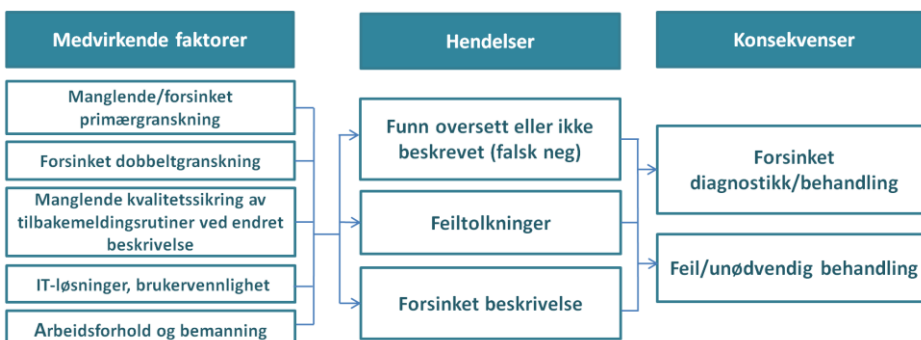 Medvirkende faktorer
Manglende/forsinket
primærgranskning
Forsinket dobbeltgranskning
Manglende kvalitetssikring av
tilbakemeldingsrutiner ved endret
beskrivelse
IT-løsninger, brukervennlighet
Arbeidsforhold og bemanning
Hendelser
Funn oversett eller ikke
beskrevet (falsk neg)
Feiltolkninger
Forsinket beskrivelse
Konsekvenser
Forsinket
diagnostikk/behandling
Feil/unødvendig behandling